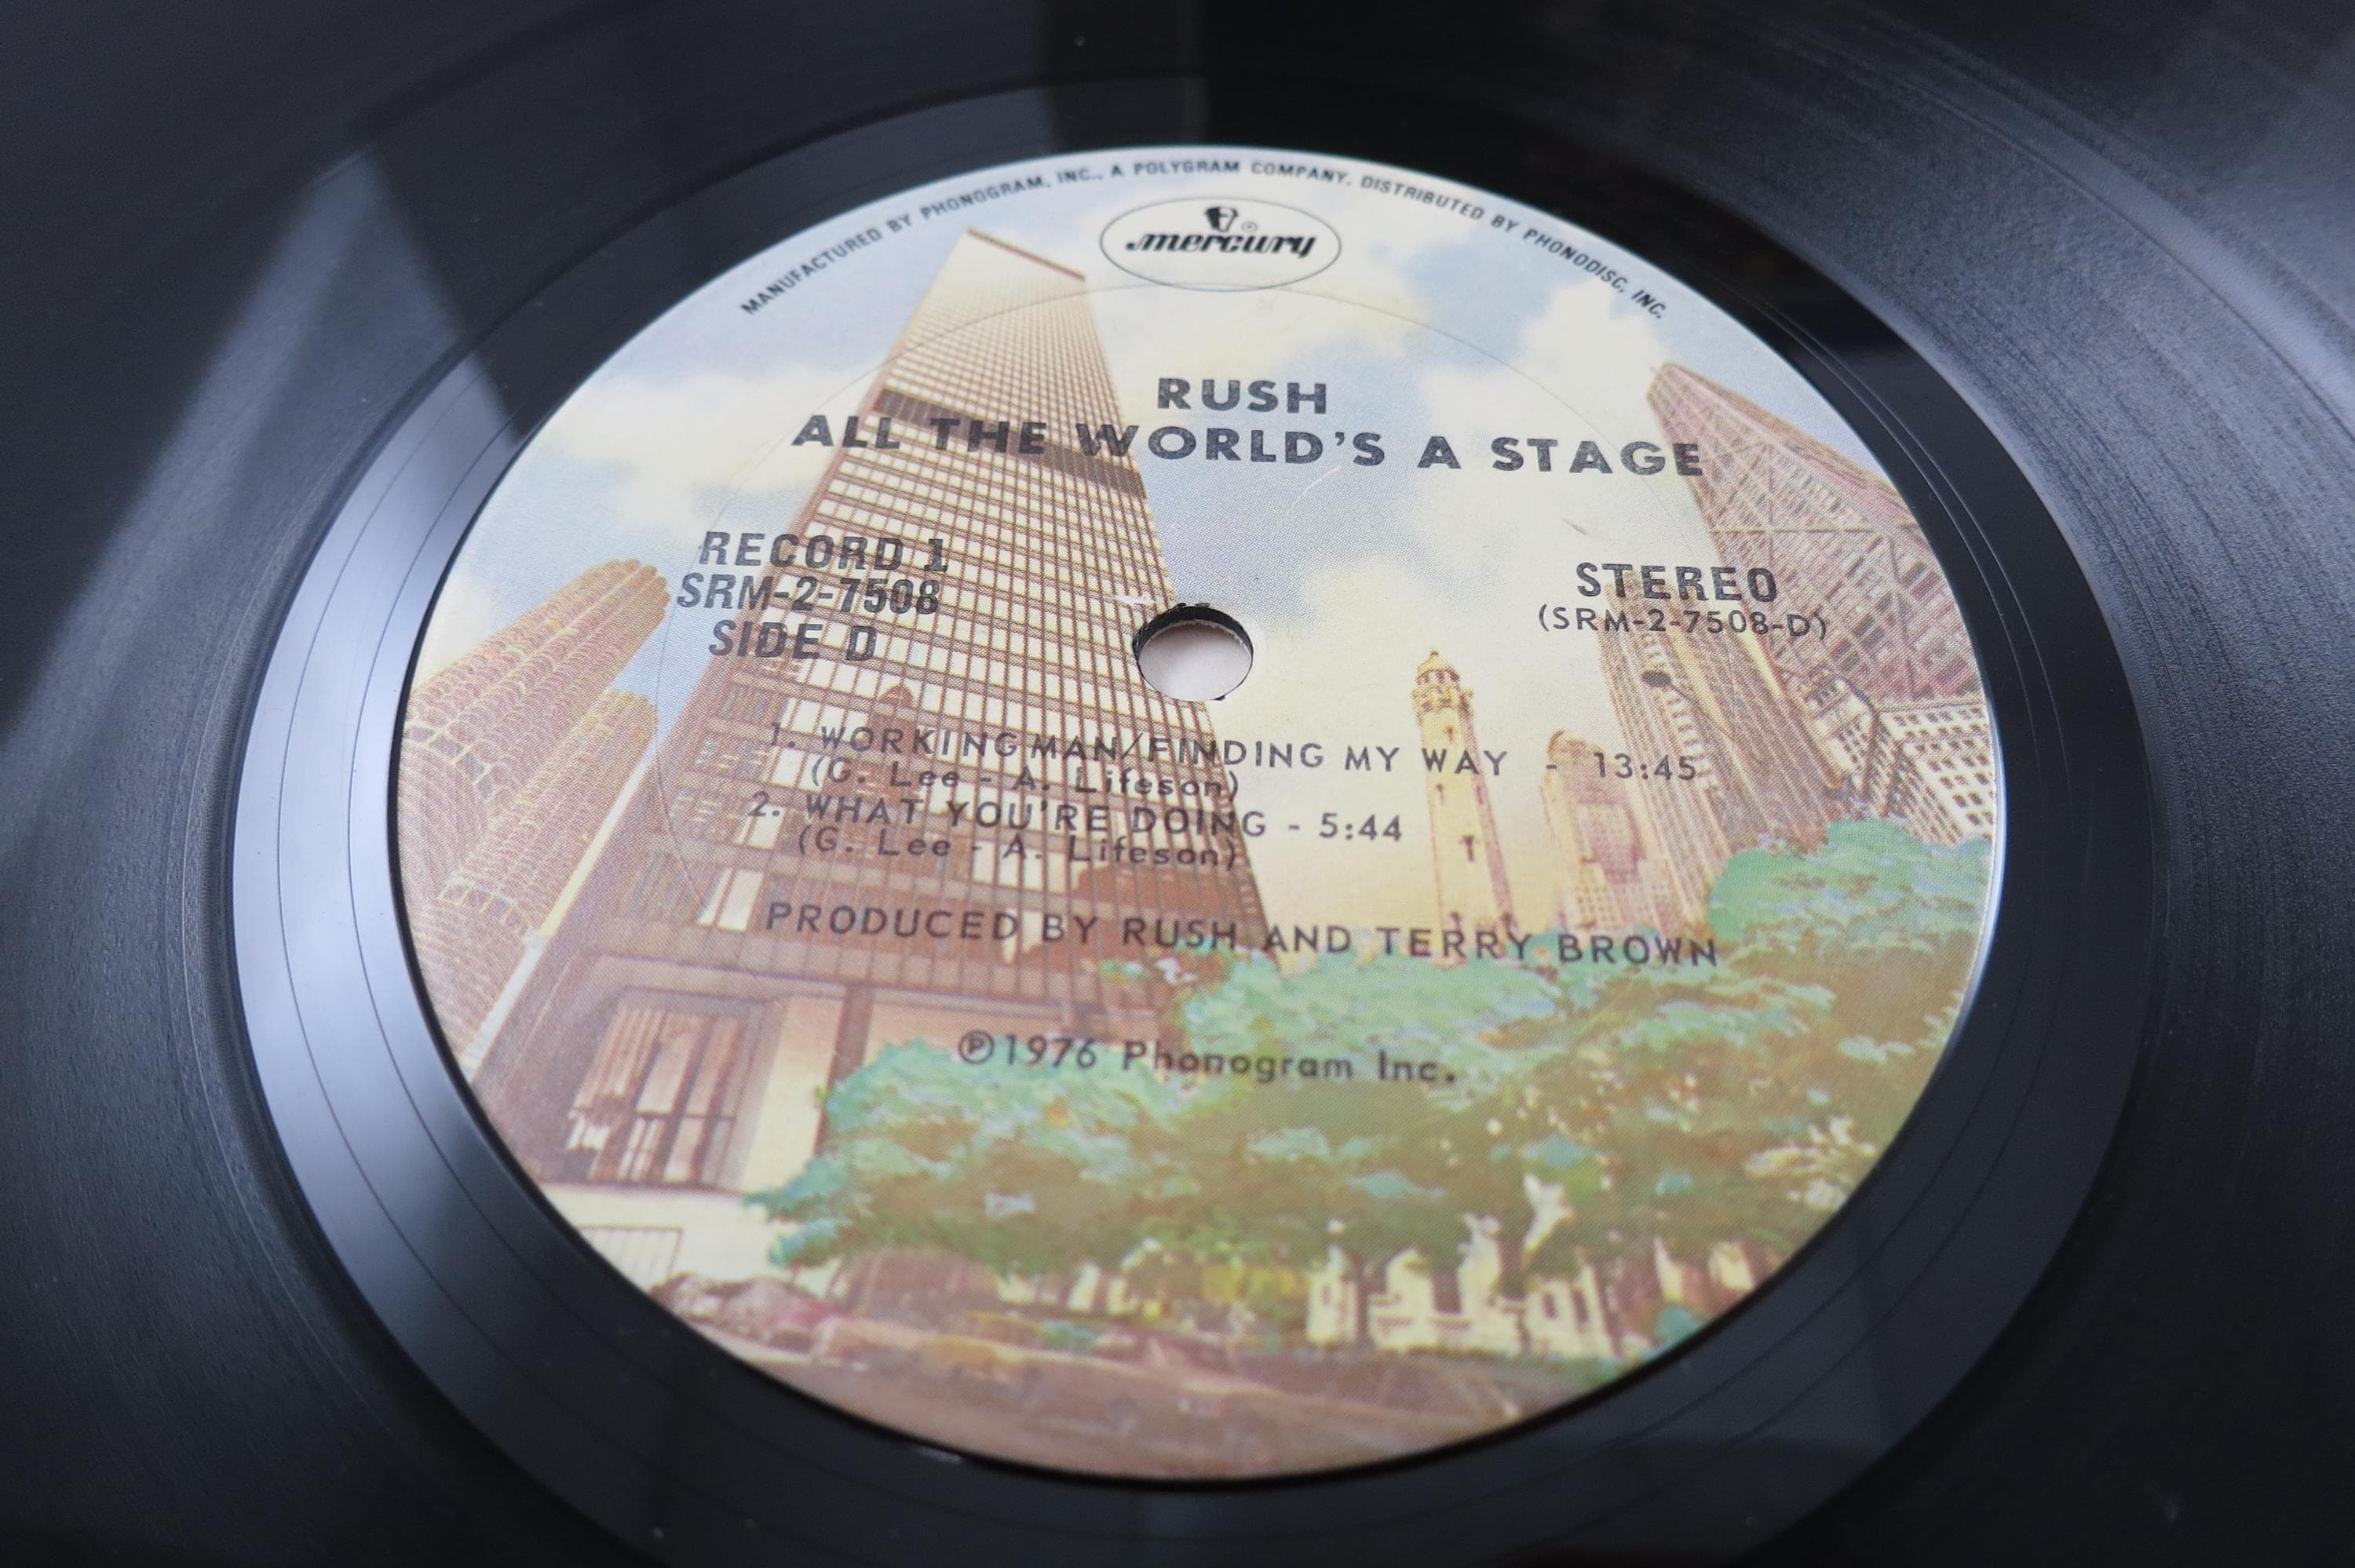 MANUFACTURED BY PHONOGRAM, INC., A POLYGRAM COMPANY. DISTRIBUTED BY PHONODISC, INC.
mercury ®
RUSH
ALL THE WORLD'S A STAGE
RECORD 1
SRM-2-7508
SIDE D
STEREO
(SRM-2-7508-D)
1. WORKING MAN/FINDING MY WAY - 13:45
(G. Lee - A. Lifeson)
2. WHAT YOU'RE DOING - 5:44
(G. Lee - A. Lifeson)
PRODUCED BY RUSH AND TERRY BROWN
℗1976 Phonogram Inc.